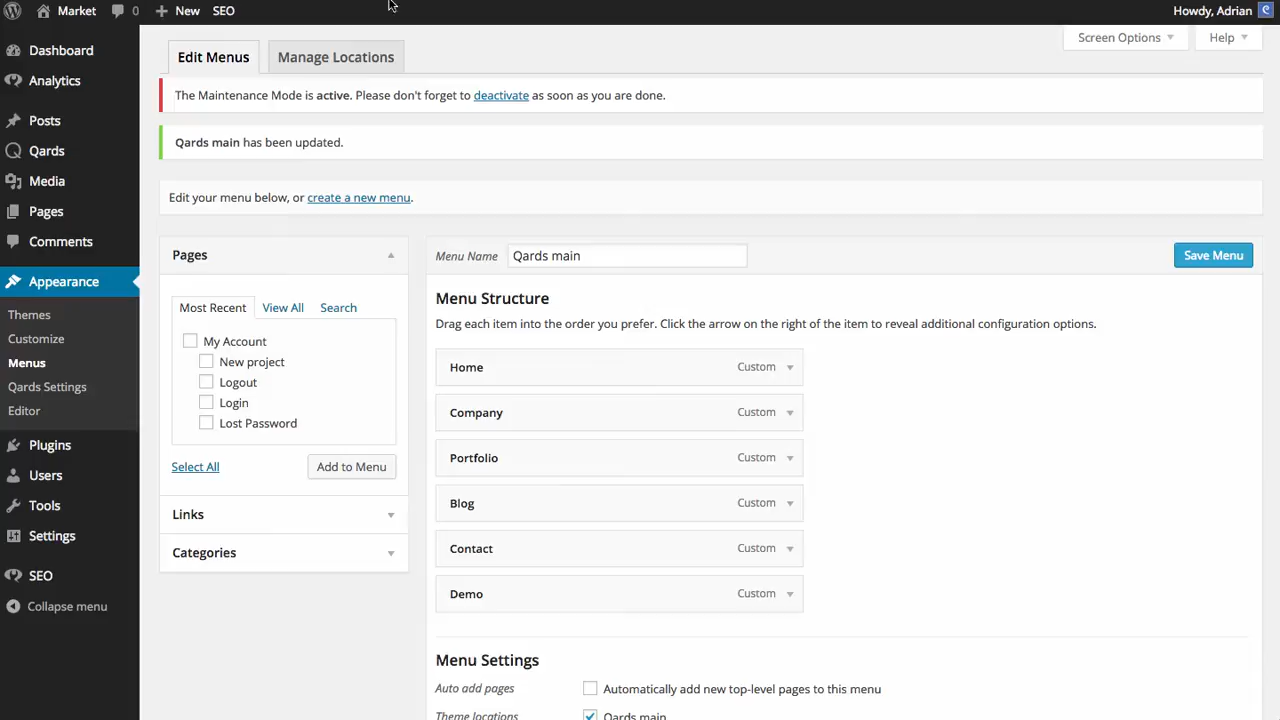 Market 0 New SEO Howdy, Adrian
Dashboard
Analytics
Posts
Qards
Media
Pages
Comments
Appearance
Themes
Customize
Menus
Qards Settings
Editor
Plugins
Users
Tools
Settings
SEO
Collapse menu
Screen Options Help
Edit Menus Manage Locations
The Maintenance Mode is active. Please don't forget to deactivate as soon as you are done.
Qards main has been updated.
Edit your menu below, or create a new menu.
Pages
Most Recent View All Search
My Account
New project
Logout
Login
Lost Password
Select All Add to Menu
Links
Categories
Menu Name Qards main Save Menu
Menu Structure
Drag each item into the order you prefer. Click the arrow on the right of the item to reveal additional configuration options.
Home Custom
Company Custom
Portfolio Custom
Blog Custom
Contact Custom
Demo Custom
Menu Settings
Auto add pages Automatically add new top-level pages to this menu
Theme locations Qards main